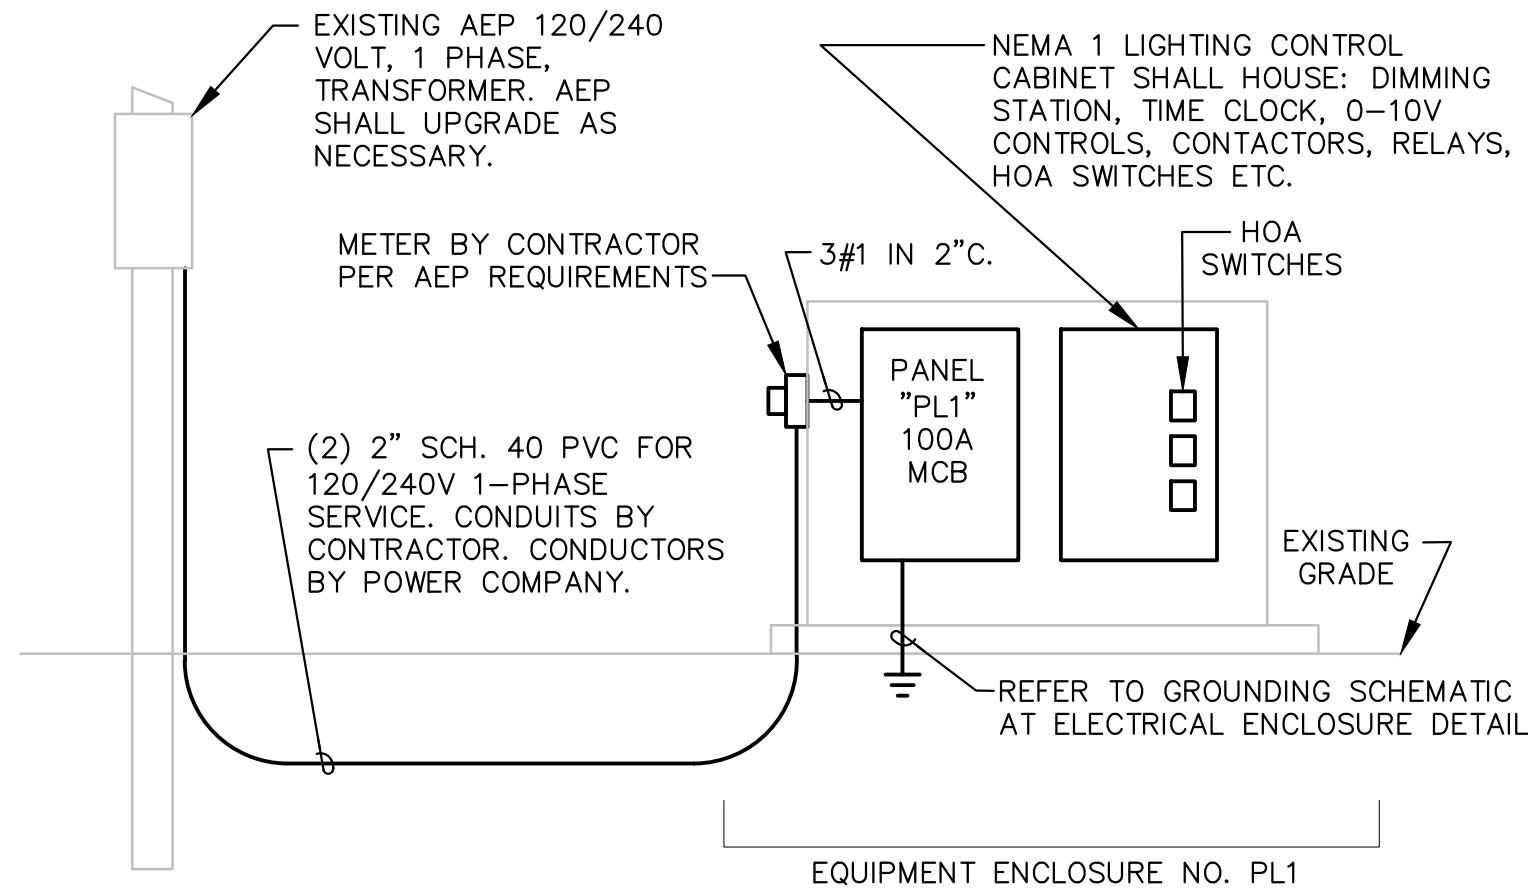 EXISTING AEP 120/240
VOLT, 1 PHASE,
TRANSFORMER. AEP
SHALL UPGRADE AS
NECESSARY.
NEMA 1 LIGHTING CONTROL
CABINET SHALL HOUSE: DIMMING
STATION, TIME CLOCK, 0-10V
CONTROLS, CONTACTORS, RELAYS,
HOA SWITCHES ETC.
METER BY CONTRACTOR
PER AEP REQUIREMENTS
3#1 IN 2"C.
HOA
SWITCHES
PANEL
"PL1"
100A
MCB
(2) 2" SCH. 40 PVC FOR
120/240V 1-PHASE
SERVICE. CONDUITS BY
CONTRACTOR. CONDUCTORS
BY POWER COMPANY.
EXISTING
GRADE
REFER TO GROUNDING SCHEMATIC
AT ELECTRICAL ENCLOSURE DETAIL
EQUIPMENT ENCLOSURE NO. PL1